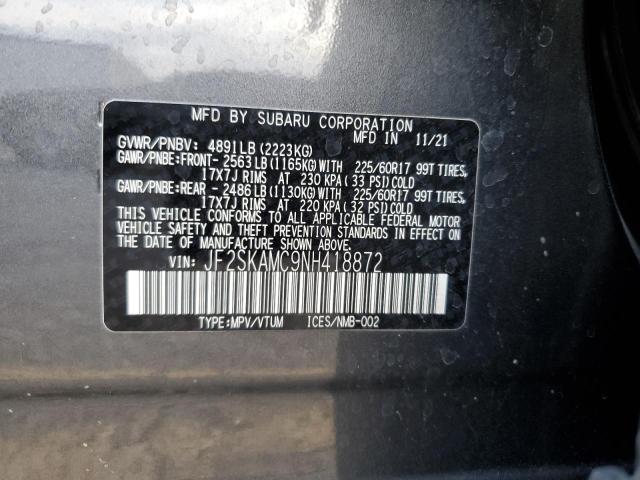 MFD BY SUBARU CORPORATION
MFD IN 11/21
GVWR/PNBV: 4891LB (2223KG)
GAWR/PNBE:FRONT- 2563LB (1165KG) WITH 225/60R17 99T TIRES,
17X7J RIMS AT 230 KPA (33 PSI) COLD
GAWR/PNBE:REAR - 2486LB (1130KG) WITH 225/60R17 99T TIRES,
17X7J RIMS AT 220 KPA (32 PSI) COLD
THIS VEHICLE CONFORMS TO ALL APPLICABLE FEDERAL MOTOR
VEHICLE SAFETY AND THEFT PREVENTION STANDARDS IN EFFECT
ON THE DATE OF MANUFACTURE SHOWN ABOVE.
VIN: JF2SKAMC9NH418872
TYPE:MPV/VTUM ICES/NMB-002